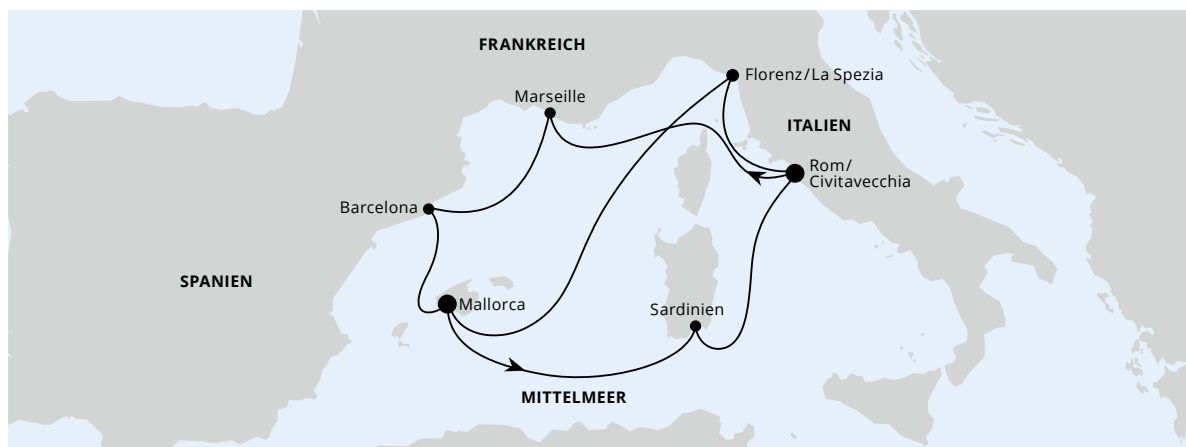 FRANKREICH
Florenz/La Spezia
Marseille
ITALIEN
Rom/
Civitavecchia
Barcelona
SPANIEN
Mallorca
Sardinien
MITTELMEER